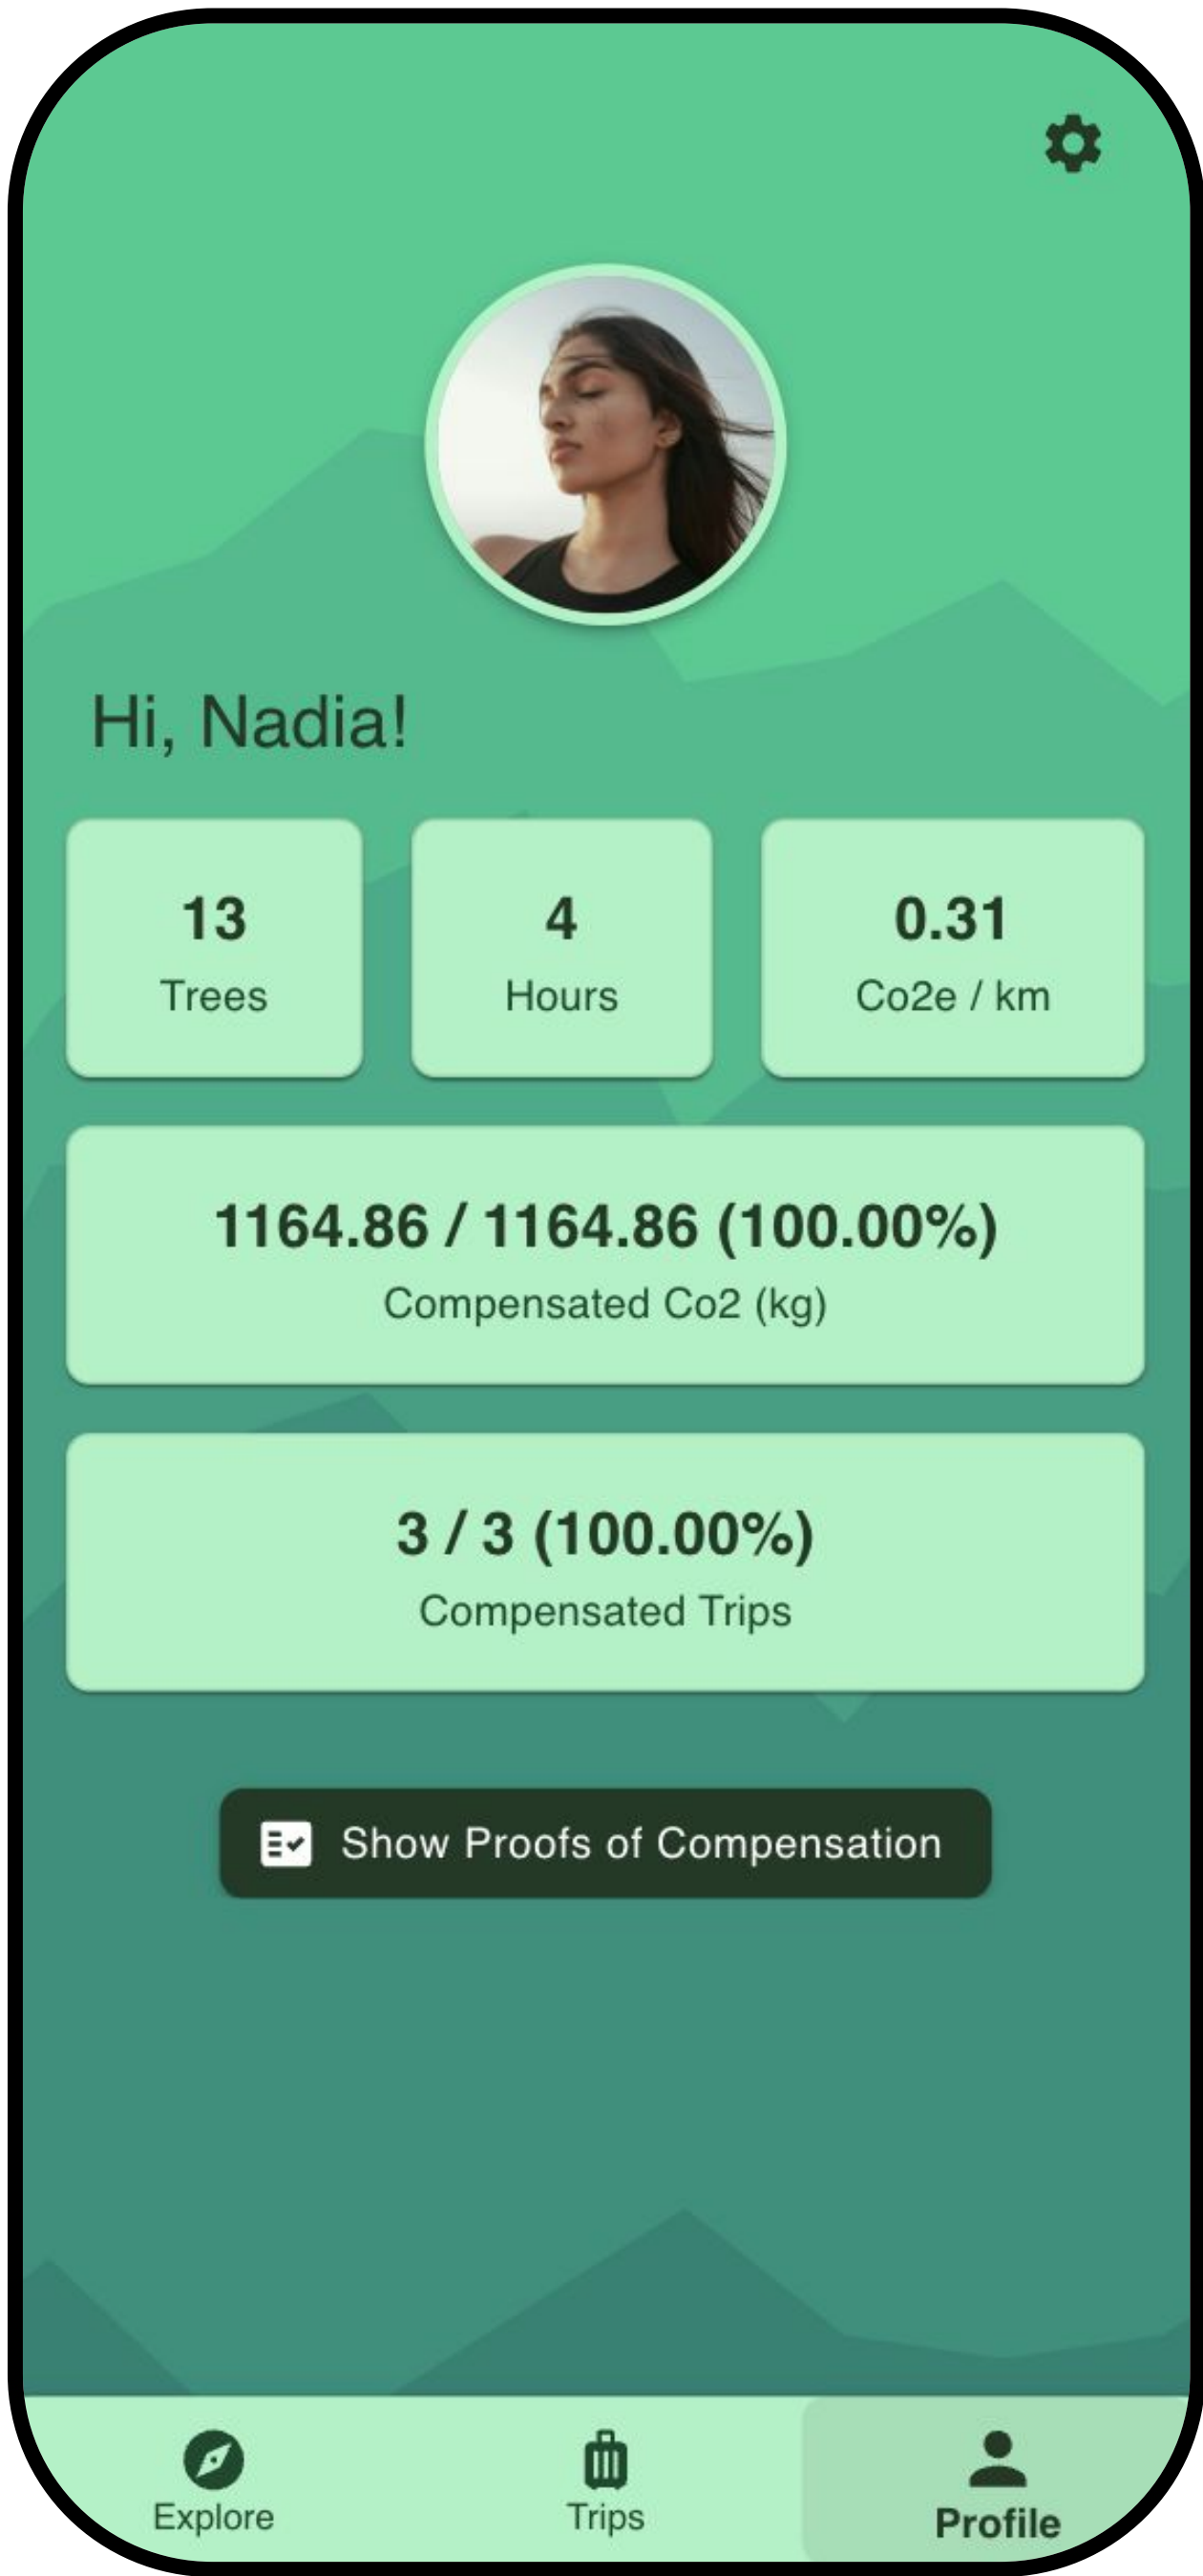 Hi, Nadia!
13
Trees
4
Hours
0.31
Co2e / km
1164.86 / 1164.86 (100.00%)
Compensated Co2 (kg)
3 / 3 (100.00%)
Compensated Trips
Show Proofs of Compensation
Explore
Trips
Profile